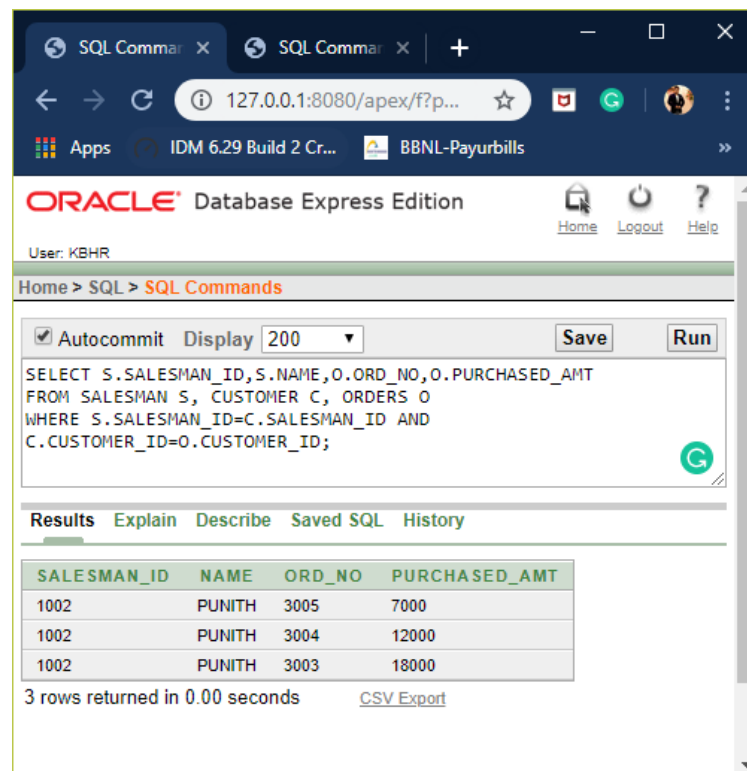 SQL Commar
SQL Commar
127.0.0.1:8080/apex/f?p...
Apps
IDM 6.29 Build 2 Cr...
BBNL-Payurbills
»
ORACLE® Database Express Edition
Home
Logout
?
Help
User: KBHR
Home > SQL > SQL Commands
Autocommit Display 200
Save
Run
SELECT S.SALESMAN_ID,S.NAME,O.ORD_NO,O.PURCHASED_AMT
FROM SALESMAN S, CUSTOMER C, ORDERS O
WHERE S.SALESMAN_ID=C.SALESMAN_ID AND
C.CUSTOMER_ID=O.CUSTOMER_ID;
Results Explain Describe Saved SQL History
SALESMAN_ID NAME ORD_NO PURCHASED_AMT
1002 PUNITH 3005 7000
1002 PUNITH 3004 12000
1002 PUNITH 3003 18000
3 rows returned in 0.00 seconds CSV Export